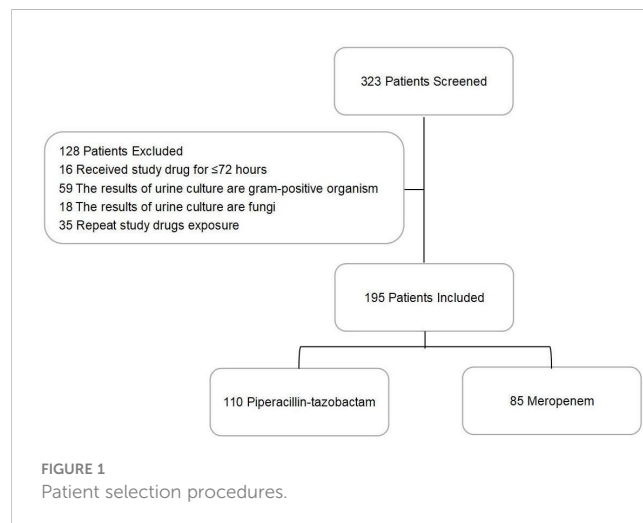 323 Patients Screened
128 Patients Excluded
16 Received study drug for ≤72 hours
59 The results of urine culture are gram-positive organism
18 The results of urine culture are fungi
35 Repeat study drugs exposure
195 Patients Included
110 Piperacillin-tazobactam
85 Meropenem
FIGURE 1
Patient selection procedures.